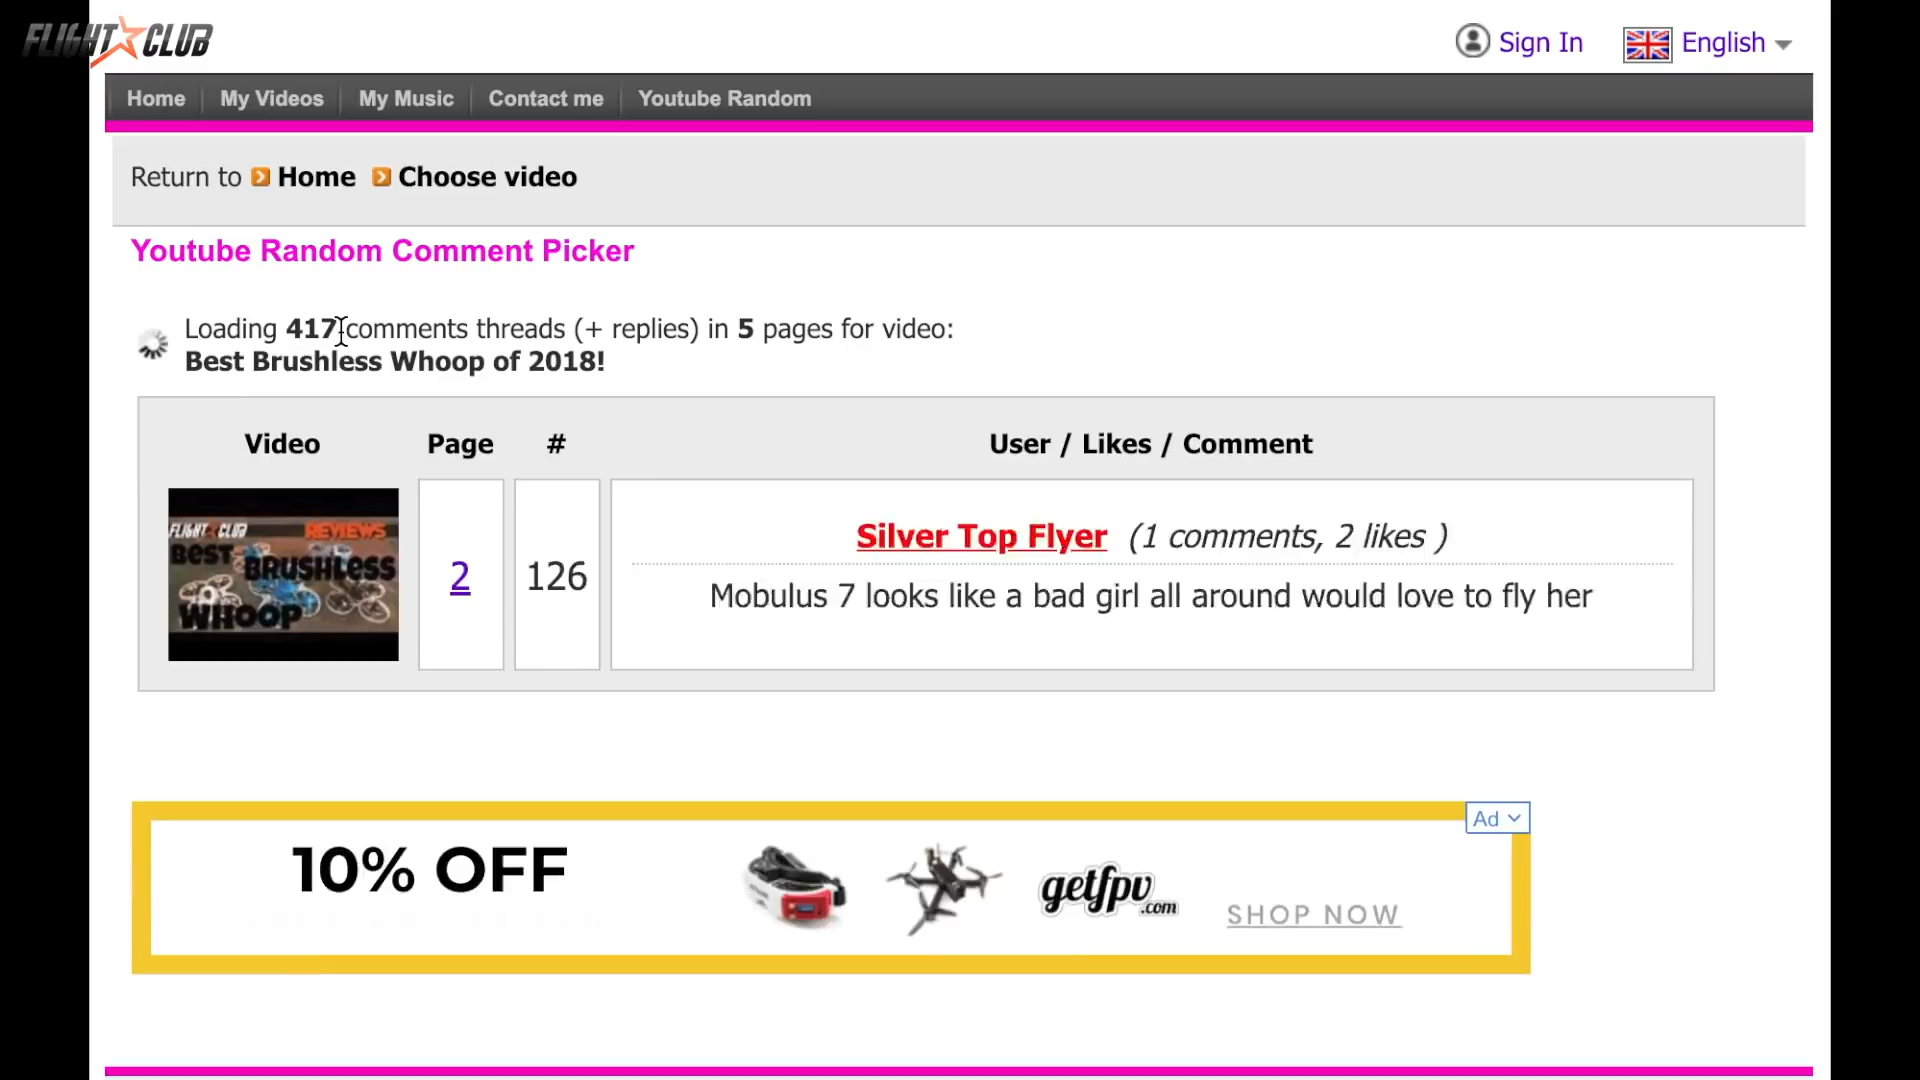 FLIGHT CLUB
Sign In
English
Home
My Videos
My Music
Contact me
Youtube Random
Return to Home Choose video
Youtube Random Comment Picker
Loading 417 comments threads (+ replies) in 5 pages for video:
Best Brushless Whoop of 2018!
Video
Page
#
User / Likes / Comment
FLIGHT CLUB
REVIEWS
BEST
BRUSHLESS
WHOOP
2
126
Silver Top Flyer (1 comments, 2 likes )
Mobulus 7 looks like a bad girl all around would love to fly her
Ad
10% OFF
getfpv
.com
SHOP NOW